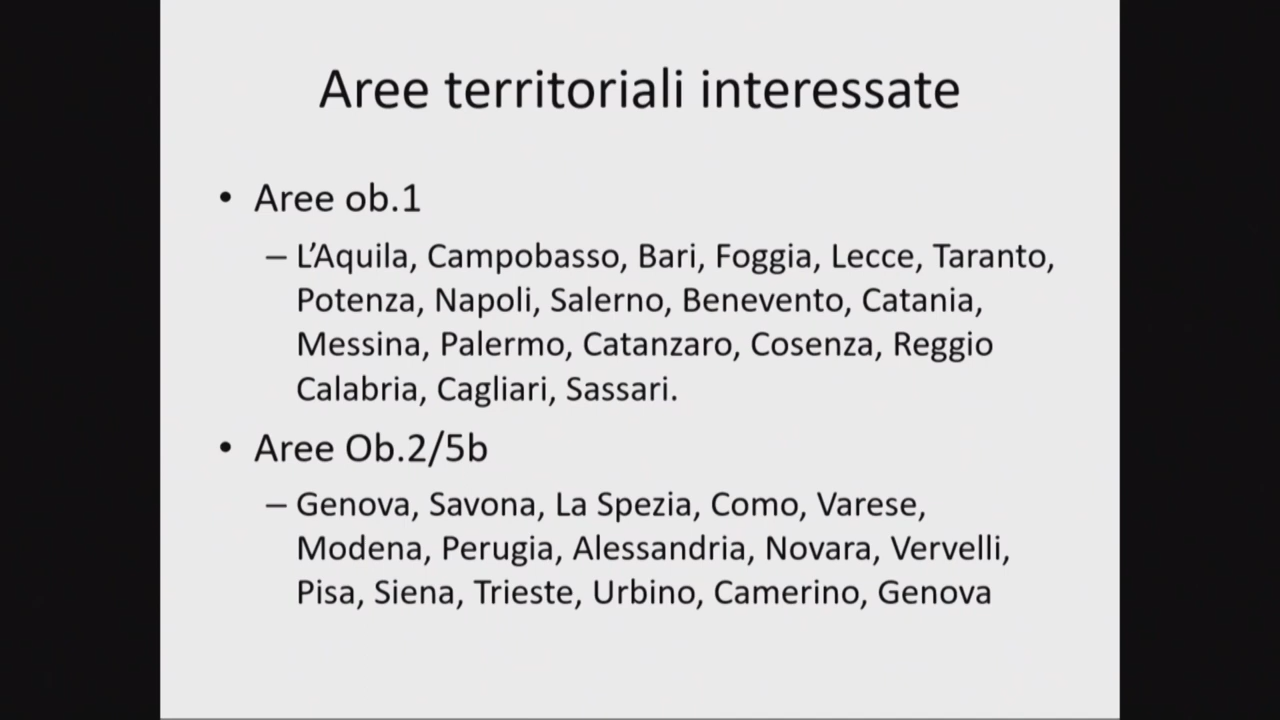 Aree territoriali interessate
• Aree ob.1
– L’Aquila, Campobasso, Bari, Foggia, Lecce, Taranto,
Potenza, Napoli, Salerno, Benevento, Catania,
Messina, Palermo, Catanzaro, Cosenza, Reggio
Calabria, Cagliari, Sassari.
• Aree Ob.2/5b
– Genova, Savona, La Spezia, Como, Varese,
Modena, Perugia, Alessandria, Novara, Vervelli,
Pisa, Siena, Trieste, Urbino, Camerino, Genova